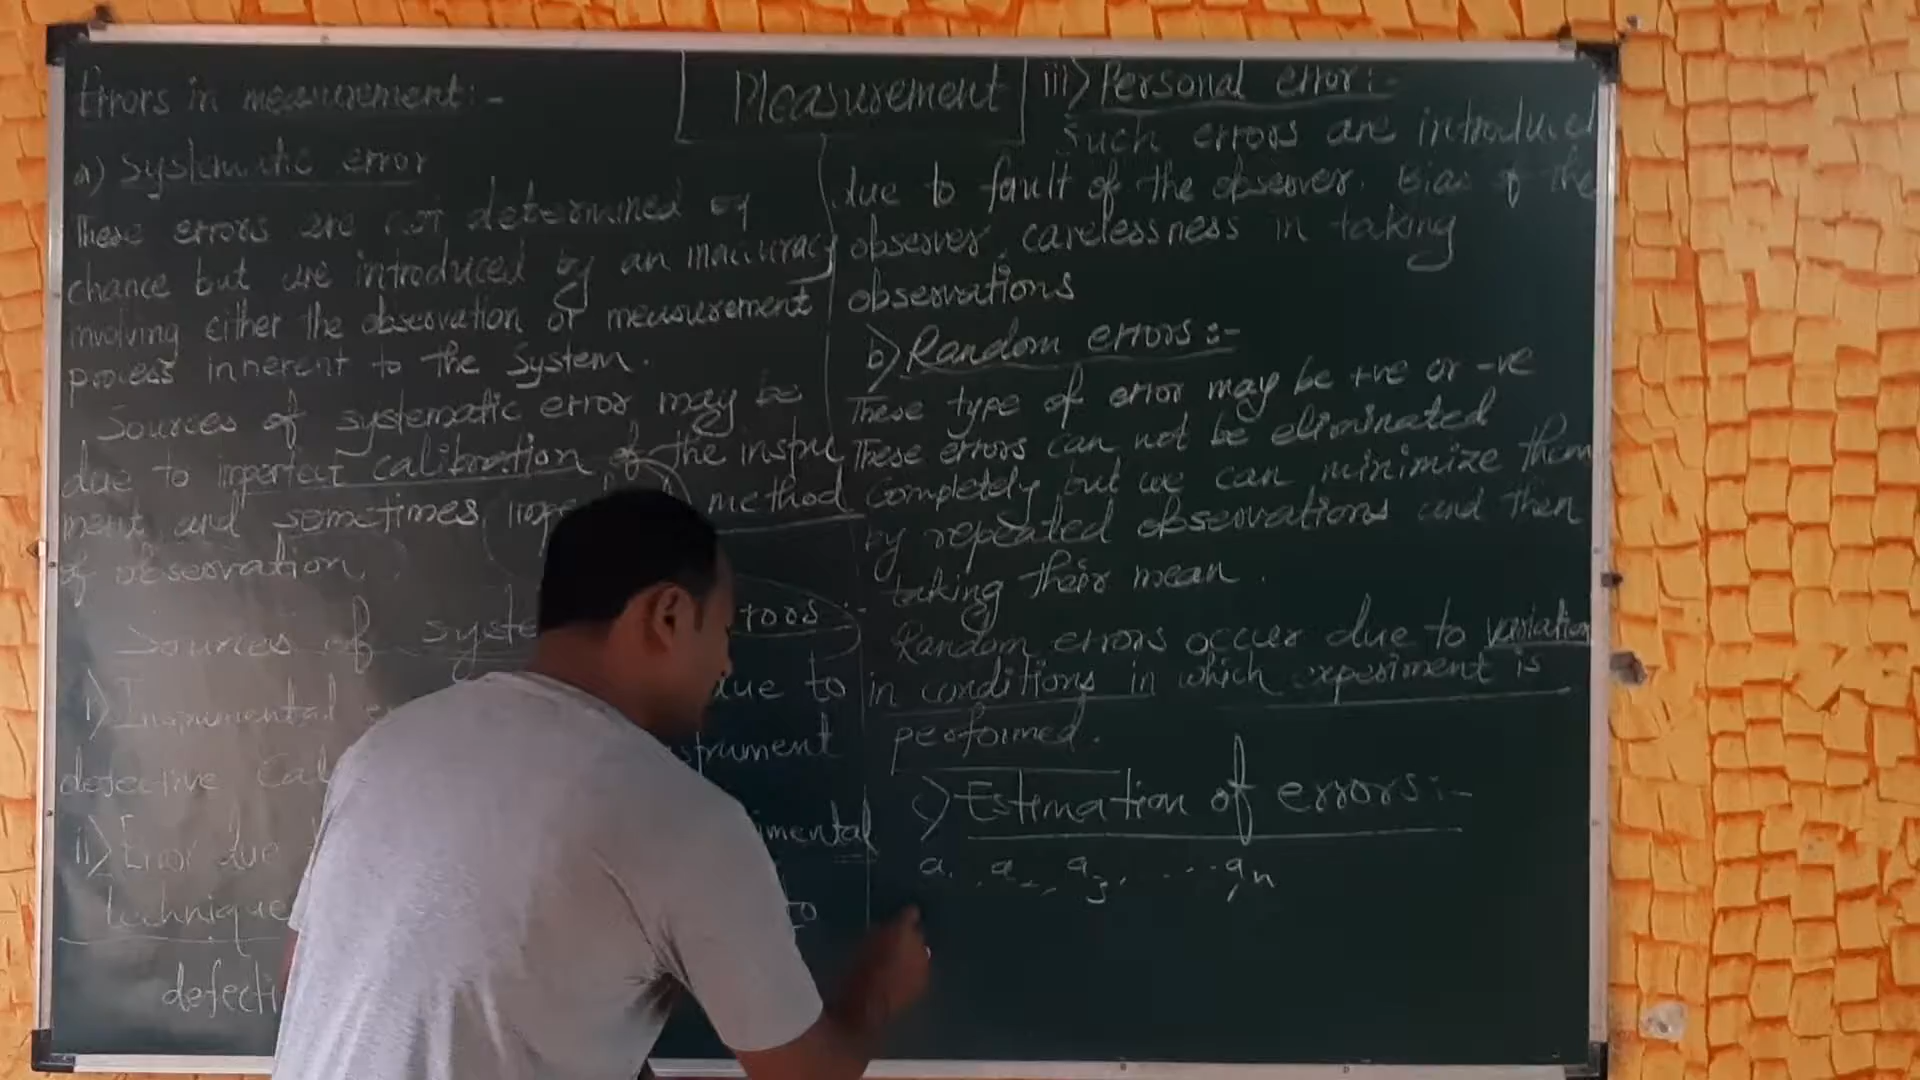 Measurement
Errors in measurement:-
a) Systematic error
These errors are not determined by
chance but are introduced by an inaccuracy
involving either the observation or measurement
process inherent to the System.
Sources of systematic error may be
due to imperfect calibration of the instru
ment and sometimes method
of observation.
Sources of
i) Instrumental due to
defective strument
ii) Error due imental
technique to
iii) Personal error:-
Such errors are introduced
due to fault of the observer. Bias of the
observer, carelessness in taking
observations
b) Random errors:-
These type of error may be +ve or -ve
These errors can not be eliminated
Completely but we can minimize them
by repeated observations and then
taking their mean.
Random errors occur due to variation
in conditions in which experiment is
performed.
c) Estimation of errors:-
a1, a2, a3, ..... an